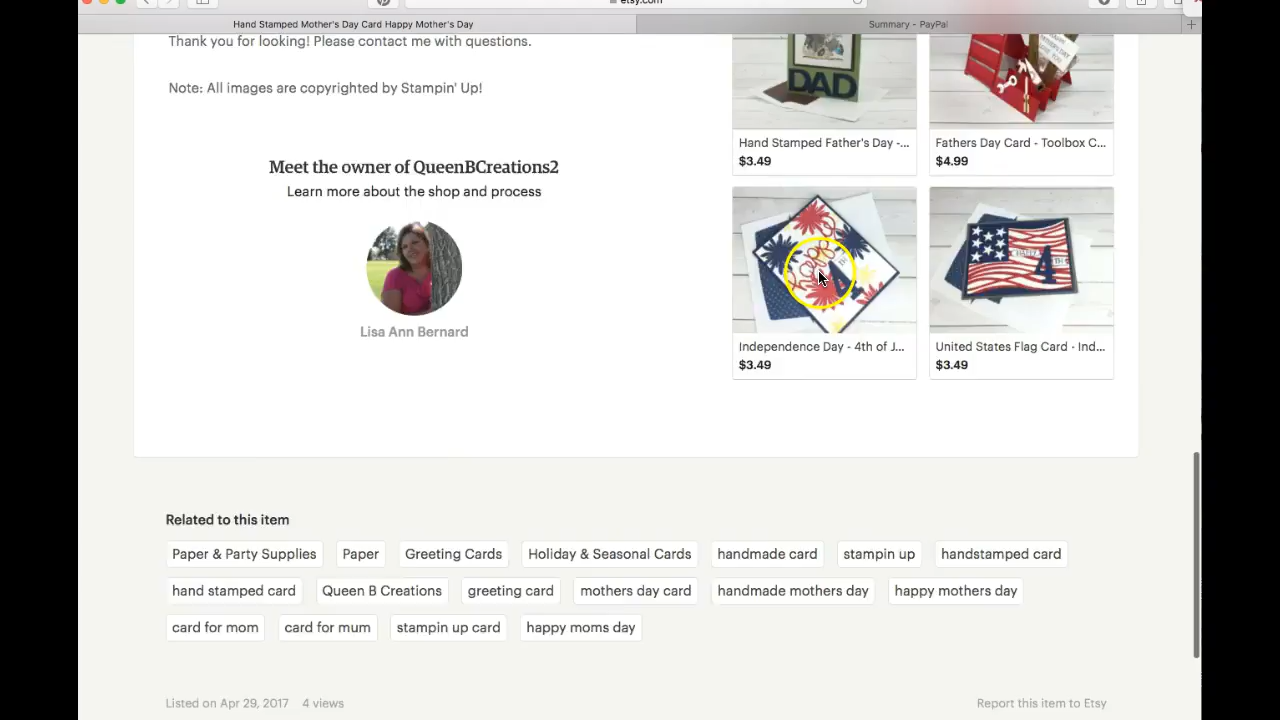 etsy.com
Hand Stamped Mother's Day Card Happy Mother's Day
Summary - PayPal
Thank you for looking! Please contact me with questions.
Note: All images are copyrighted by Stampin' Up!
Meet the owner of QueenBCreations2
Learn more about the shop and process
Lisa Ann Bernard
DAD
Hand Stamped Father's Day -...
$3.49
Fathers Day Card - Toolbox C...
$4.99
HAPPY
4TH
Independence Day - 4th of J...
$3.49
United States Flag Card - Ind...
$3.49
Related to this item
Paper & Party Supplies Paper Greeting Cards Holiday & Seasonal Cards handmade card stampin up handstamped card
hand stamped card Queen B Creations greeting card mothers day card handmade mothers day happy mothers day
card for mom card for mum stampin up card happy moms day
Listed on Apr 29, 2017 4 views
Report this item to Etsy